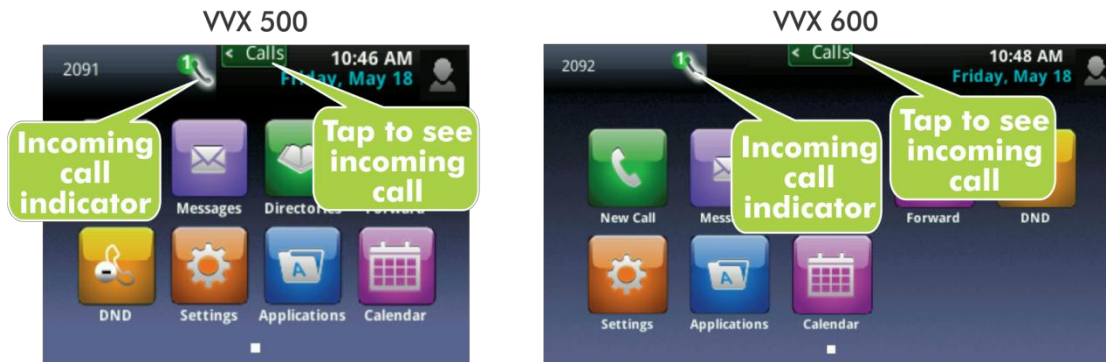 VVX 500
VVX 600
2091
1
< Calls
10:46 AM
Friday, May 18
Incoming
call
indicator
Tap to see
incoming
call
Messages
Directories
Forward
DND
Settings
Applications
Calendar
A
2092
1
< Calls
10:48 AM
Friday, May 18
Incoming
call
indicator
Tap to see
incoming
call
New Call
Forward
DND
Settings
Applications
Calendar
A